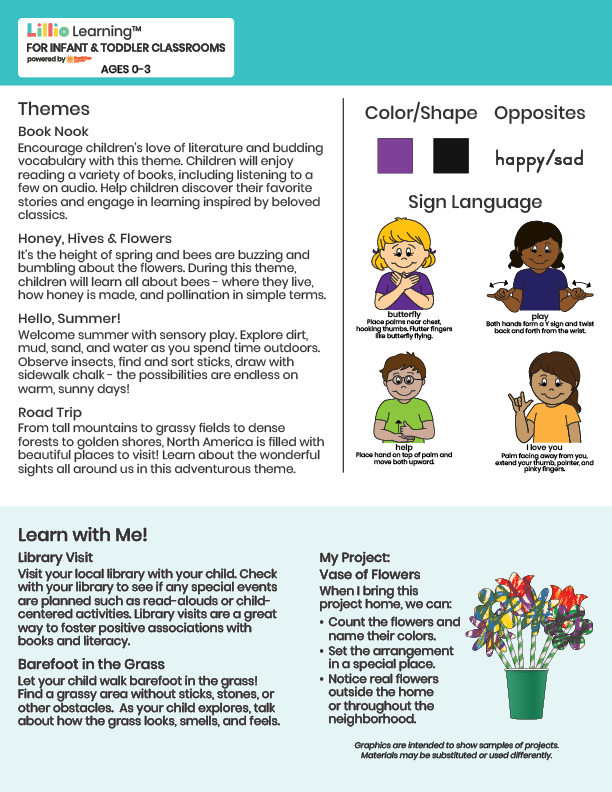 Lillio Learning™
FOR INFANT & TODDLER CLASSROOMS
powered by
AGES 0-3
Themes
Book Nook
Encourage children's love of literature and budding
vocabulary with this theme. Children will enjoy
reading a variety of books, including listening to a
few on audio. Help children discover their favorite
stories and engage in learning inspired by beloved
classics.
Honey, Hives & Flowers
It's the height of spring and bees are buzzing and
bumbling about the flowers. During this theme,
children will learn all about bees - where they live,
how honey is made, and pollination in simple terms.
Hello, Summer!
Welcome summer with sensory play. Explore dirt,
mud, sand, and water as you spend time outdoors.
Observe insects, find and sort sticks, draw with
sidewalk chalk - the possibilities are endless on
warm, sunny days!
Road Trip
From tall mountains to grassy fields to dense
forests to golden shores, North America is filled with
beautiful places to visit! Learn about the wonderful
sights all around us in this adventurous theme.
Color/Shape
Opposites
happy/sad
Sign Language
butterfly
Place palms near chest,
hooking thumbs. Flutter fingers
like butterfly flying.
play
Both hands form a Y sign and twist
back and forth from the wrist.
help
Place hand on top of palm and
move both upward.
I love you
Palm facing away from you,
extend your thumb, pointer, and
pinky fingers.
Learn with Me!
Library Visit
Visit your local library with your child. Check
with your library to see if any special events
are planned such as read-alouds or child-
centered activities. Library visits are a great
way to foster positive associations with
books and literacy.
Barefoot in the Grass
Let your child walk barefoot in the grass!
Find a grassy area without sticks, stones, or
other obstacles.  As your child explores, talk
about how the grass looks, smells, and feels.
My Project:
Vase of Flowers
When I bring this
project home, we can:
• Count the flowers and
name their colors.
• Set the arrangement
in a special place.
• Notice real flowers
outside the home
or throughout the
neighborhood.
Graphics are intended to show samples of projects.
Materials may be substituted or used differently.